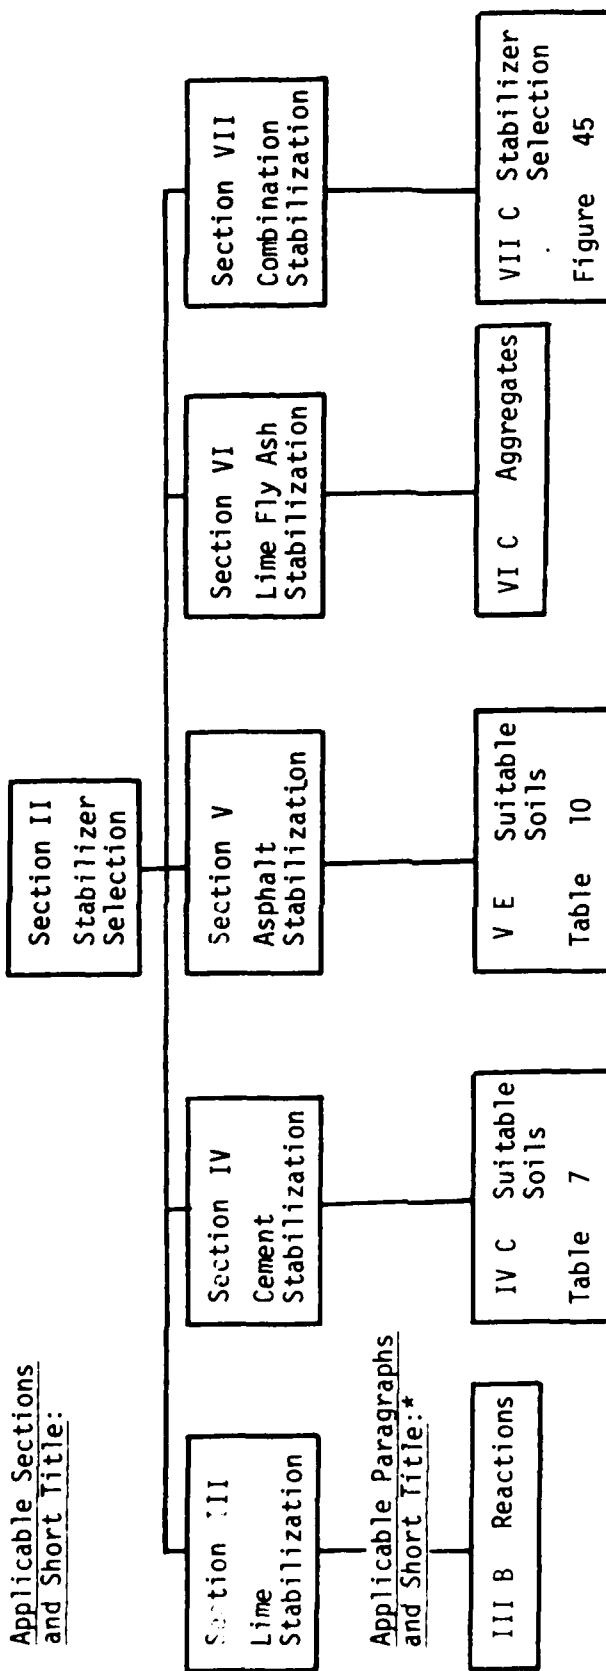 Applicable Sections
and Short Title:
Section II
Stabilizer
Selection
Section III
Lime
Stabilization
Section IV
Cement
Stabilization
Section V
Asphalt
Stabilization
Section VI
Lime Fly Ash
Stabilization
Section VII
Combination
Stabilization
Applicable Paragraphs
and Short Title:*
III B Reactions
IV C Suitable
Soils
Table 7
V E Suitable
Soils
Table 10
VI C Aggregates
VII C Stabilizer
Selection
Figure 45